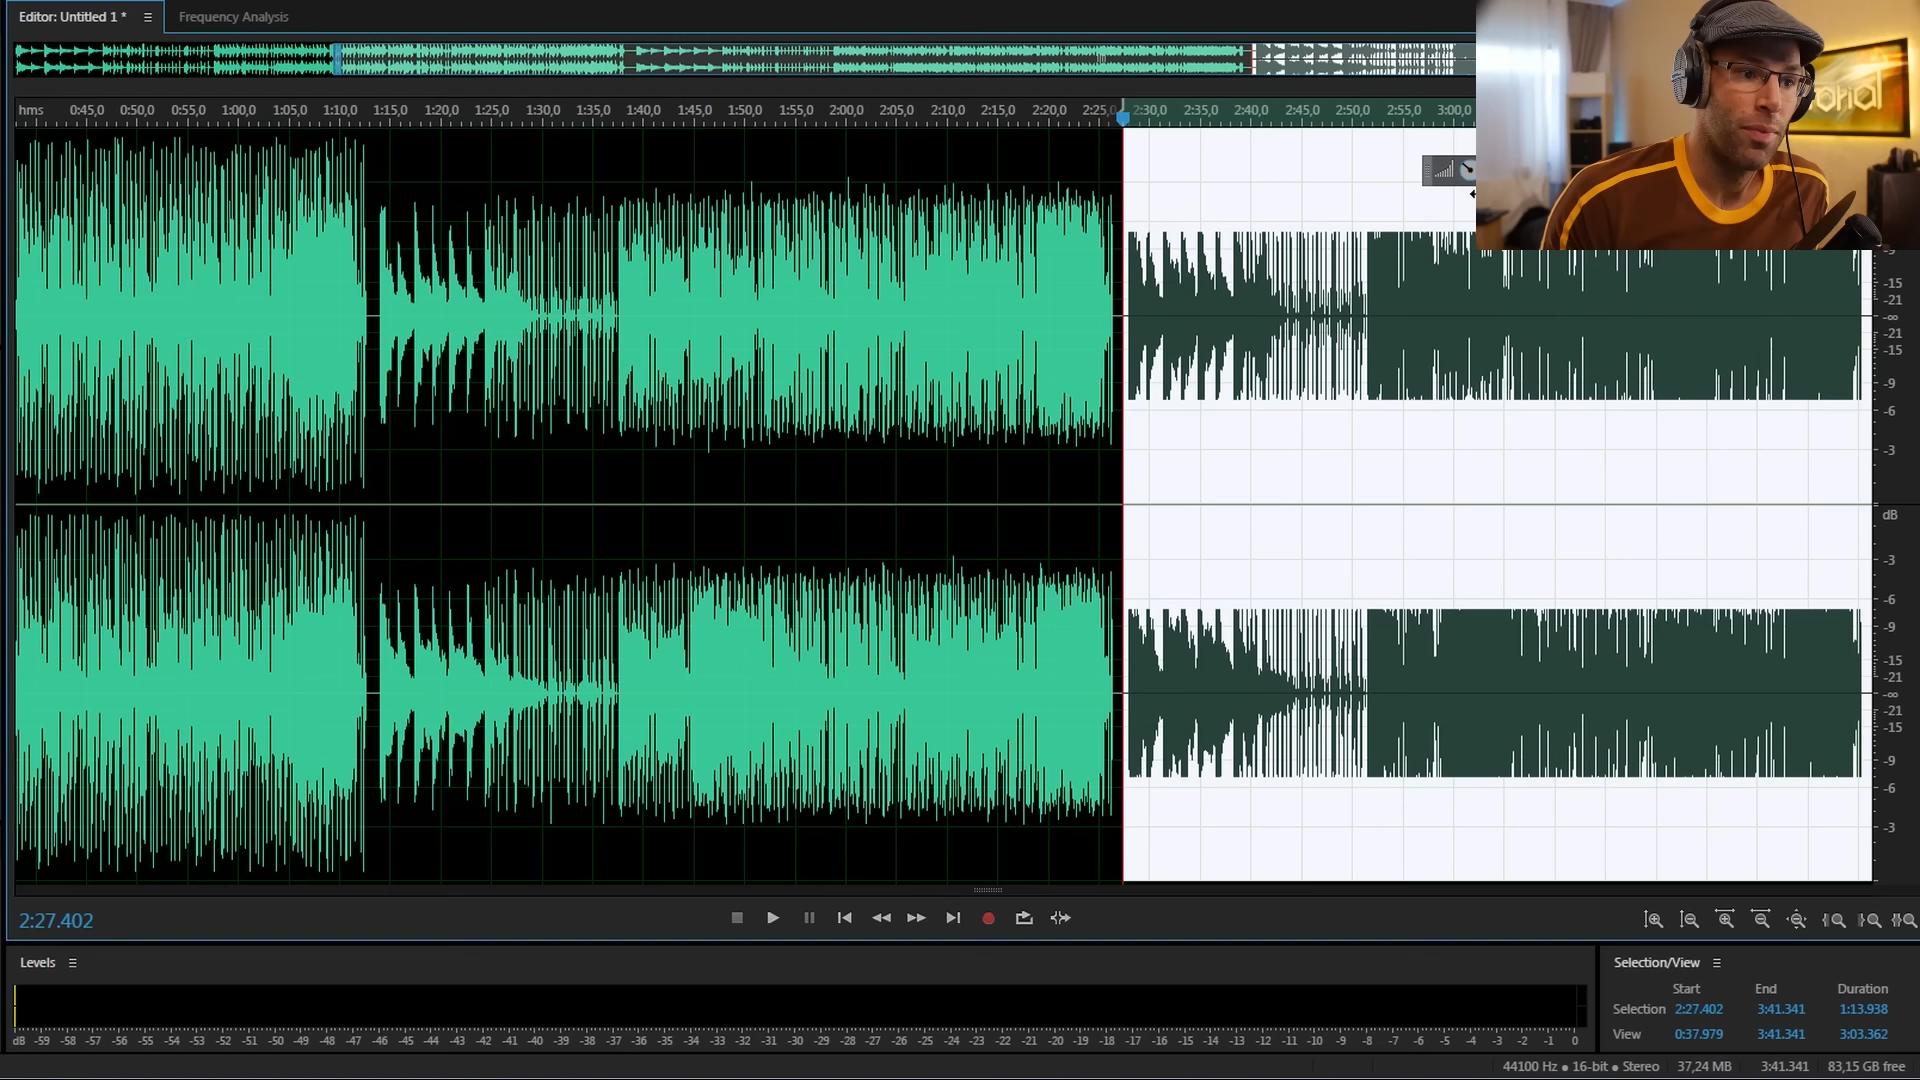 Editor: Untitled 1 *
Frequency Analysis
orial
hms 0:45,0 0:50,0 0:55,0 1:00,0 1:05,0 1:10,0 1:15,0 1:20,0 1:25,0 1:30,0 1:35,0 1:40,0 1:45,0 1:50,0 1:55,0 2:00,0 2:05,0 2:10,0 2:15,0 2:20,0 2:25,0 2:30,0 2:35,0 2:40,0 2:45,0 2:50,0 2:55,0 3:00,0
-9
-15
-21
-∞
-21
-15
-9
-6
-3
dB
-3
-6
-9
-15
-21
-∞
-21
-15
-9
-6
-3
2:27.402
Levels
dB -59 -58 -57 -56 -55 -54 -53 -52 -51 -50 -49 -48 -47 -46 -45 -44 -43 -42 -41 -40 -39 -38 -37 -36 -35 -34 -33 -32 -31 -30 -29 -28 -27 -26 -25 -24 -23 -22 -21 -20 -19 -18 -17 -16 -15 -14 -13 -12 -11 -10 -9 -8 -7 -6 -5 -4 -3 -2 -1 0
Selection/View
Start End Duration
Selection 2:27.402 3:41.341 1:13.938
View 0:37.979 3:41.341 3:03.362
44100 Hz ● 16-bit ● Stereo 37,24 MB 3:41.341 83,15 GB free